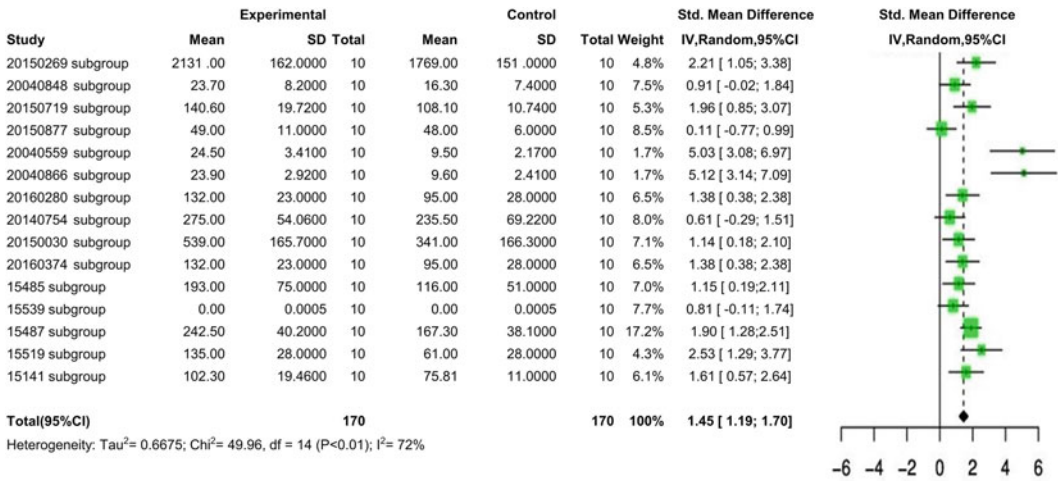 Experimental Control Std. Mean Difference Std. Mean Difference
Study Mean SD Total Mean SD Total Weight IV,Random,95%CI IV,Random,95%CI
20150269 subgroup 2131 .00 162.0000 10 1769.00 151 .0000 10 4.8% 2.21 [ 1.05; 3.38]
20040848 subgroup 23.70 8.2000 10 16.30 7.4000 10 7.5% 0.91 [ -0.02; 1.84]
20150719 subgroup 140.60 19.7200 10 108.10 10.7400 10 5.3% 1.96 [ 0.85; 3.07]
20150877 subgroup 49.00 11.0000 10 48.00 6.0000 10 8.5% 0.11 [ -0.77; 0.99]
20040559 subgroup 24.50 3.4100 10 9.50 2.1700 10 1.7% 5.03 [ 3.08; 6.97]
20040866 subgroup 23.90 2.9200 10 9.60 2.4100 10 1.7% 5.12 [ 3.14; 7.09]
20160280 subgroup 132.00 23.0000 10 95.00 28.0000 10 6.5% 1.38 [ 0.38; 2.38]
20140754 subgroup 275.00 54.0600 10 235.50 69.2200 10 8.0% 0.61 [ -0.29; 1.51]
20150030 subgroup 539.00 165.7000 10 341.00 166.3000 10 7.1% 1.14 [ 0.18; 2.10]
20160374 subgroup 132.00 23.0000 10 95.00 28.0000 10 6.5% 1.38 [ 0.38; 2.38]
15485 subgroup 193.00 75.0000 10 116.00 51.0000 10 7.0% 1.15 [ 0.19;2.11]
15539 subgroup 0.00 0.0005 10 0.00 0.0005 10 7.7% 0.81 [ -0.11; 1.74]
15487 subgroup 242.50 40.2000 10 167.30 38.1000 10 17.2% 1.90 [ 1.28;2.51]
15519 subgroup 135.00 28.0000 10 61.00 28.0000 10 4.3% 2.53 [ 1.29; 3.77]
15141 subgroup 102.30 19.4600 10 75.81 11.0000 10 6.1% 1.61 [ 0.57; 2.64]
Total(95%CI) 170 170 100% 1.45 [ 1.19; 1.70]
Heterogeneity: Tau²= 0.6675; Chi²= 49.96, df = 14 (P<0.01); I²= 72%
-6 -4 -2 0 2 4 6